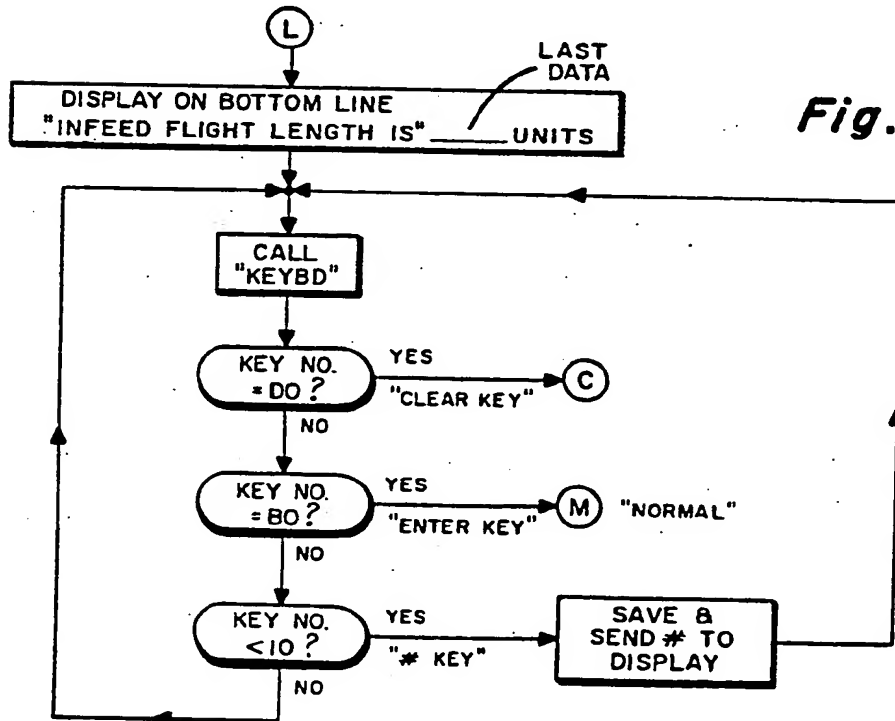 L
LAST
DATA
DISPLAY ON BOTTOM LINE
"INFEED FLIGHT LENGTH IS" ____ UNITS
Fig.
CALL
"KEYBD"
KEY NO.
=DO?
YES
"CLEAR KEY"
C
NO
KEY NO.
=BO?
YES
"ENTER KEY"
M "NORMAL"
NO
KEY NO.
<10?
YES
"# KEY"
SAVE &
SEND # TO
DISPLAY
NO